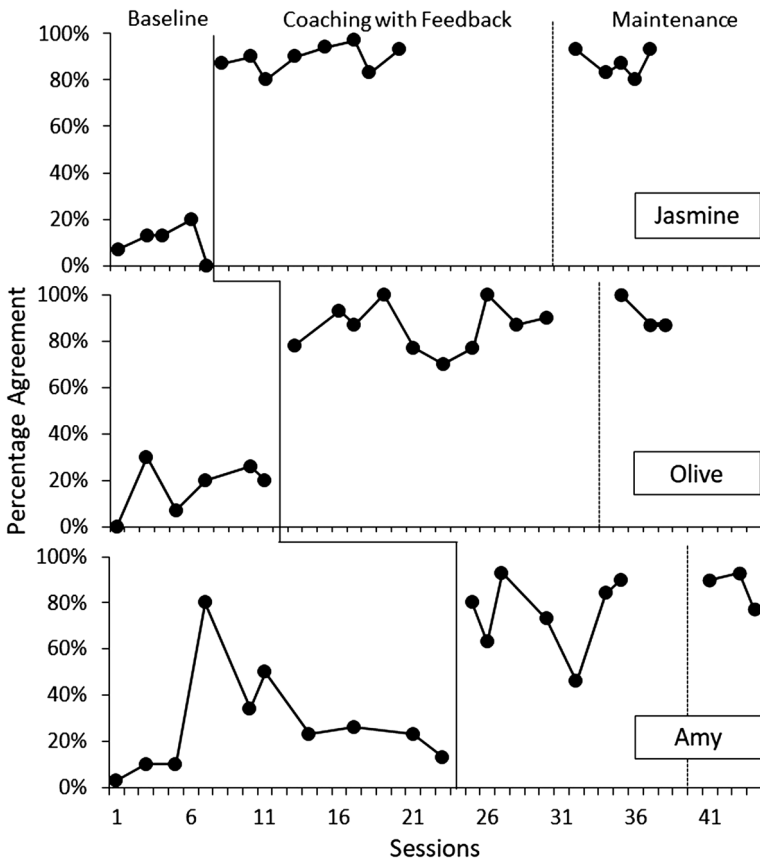 Baseline Coaching with Feedback Maintenance
100%
80%
60%
40%
20%
0%
Jasmine
Percentage Agreement
100%
80%
60%
40%
20%
0%
Olive
100%
80%
60%
40%
20%
0%
Amy
1 6 11 16 21 26 31 36 41
Sessions